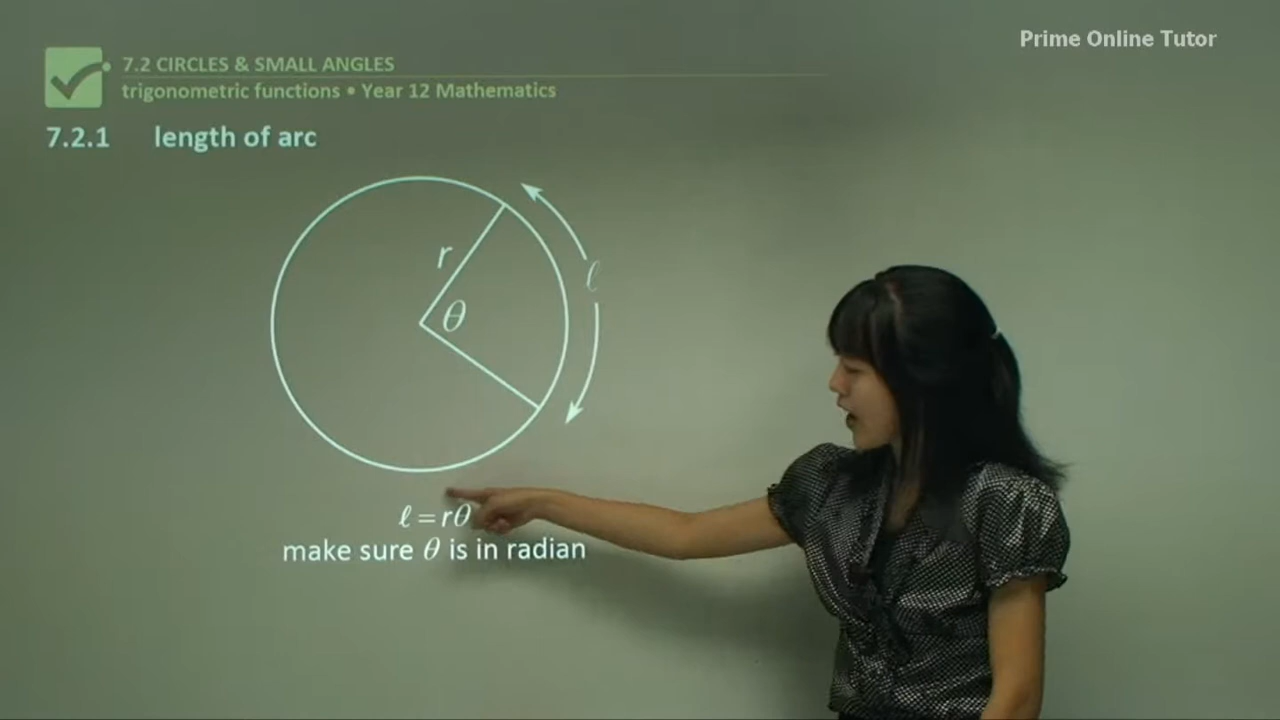 Prime Online Tutor
7.2 CIRCLES & SMALL ANGLES
trigonometric functions • Year 12 Mathematics
7.2.1 length of arc
r
θ
ℓ
ℓ = rθ
make sure θ is in radian